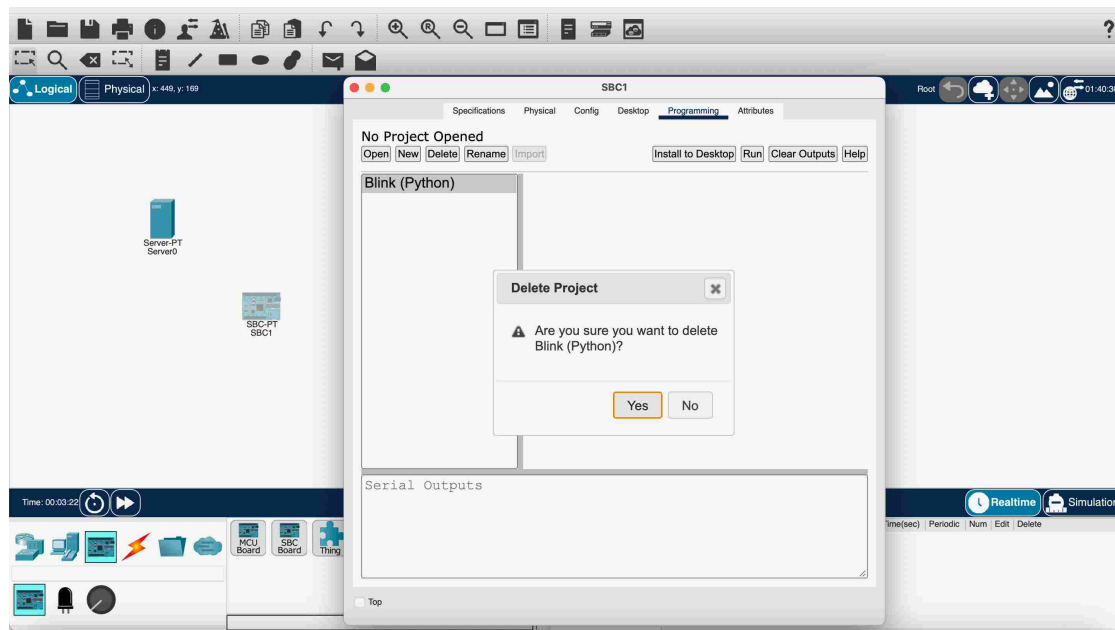 ?
Logical Physical x: 449, y: 169 SBC1 Root 01:40:30
Specifications Physical Config Desktop Programming Attributes
No Project Opened
Open New Delete Rename Import Install to Desktop Run Clear Outputs Help
Blink (Python)
Server-PT
Server0
SBC-PT
SBC1
Delete Project
Are you sure you want to delete
Blink (Python)?
Yes No
Serial Outputs
Time: 00:03:22 Realtime Simulation
MCU Board SBC Board Thing
Periodic Num Edit Delete
Top